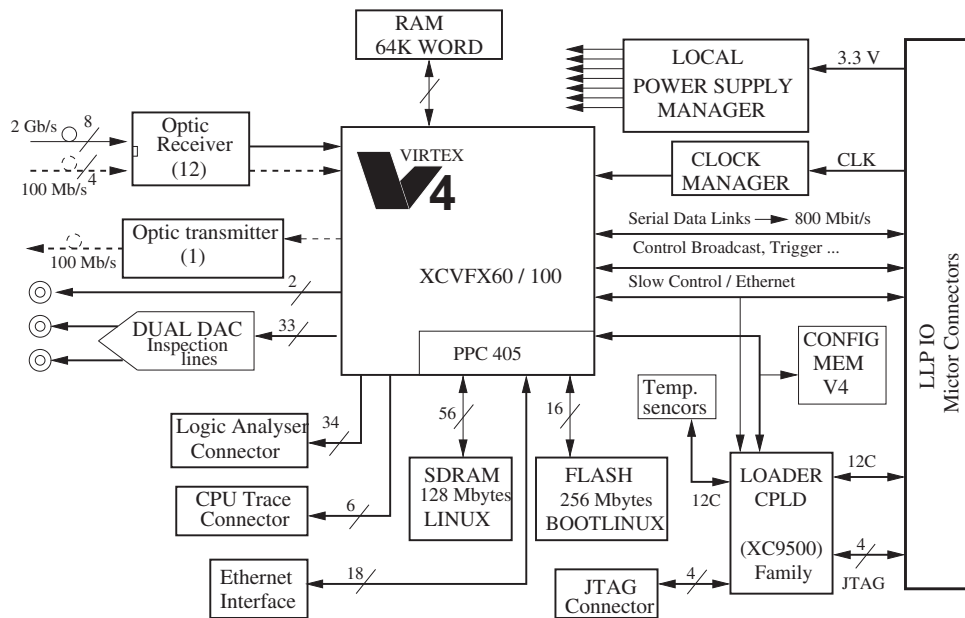 RAM
64K WORD
LOCAL
POWER SUPPLY
MANAGER
3.3 V
2 Gb/s
8
Optic
Receiver
(12)
4
100 Mb/s
VIRTEX
V4
CLOCK
MANAGER
CLK
Serial Data Links
800 Mbit/s
Control Broadcast, Trigger ...
Slow Control / Ethernet
Optic transmitter
(1)
100 Mb/s
XCVFX60 / 100
2
DUAL DAC
Inspection
lines
33
PPC 405
CONFIG
MEM
V4
LLP IO
Mictor Connectors
Temp.
sencors
56
16
34
Logic Analyser
Connector
SDRAM
128 Mbytes
LINUX
FLASH
256 Mbytes
BOOTLINUX
12C
LOADER
CPLD
(XC9500)
Family
12C
CPU Trace
Connector
6
4
JTAG
Ethernet
Interface
18
JTAG
Connector
4